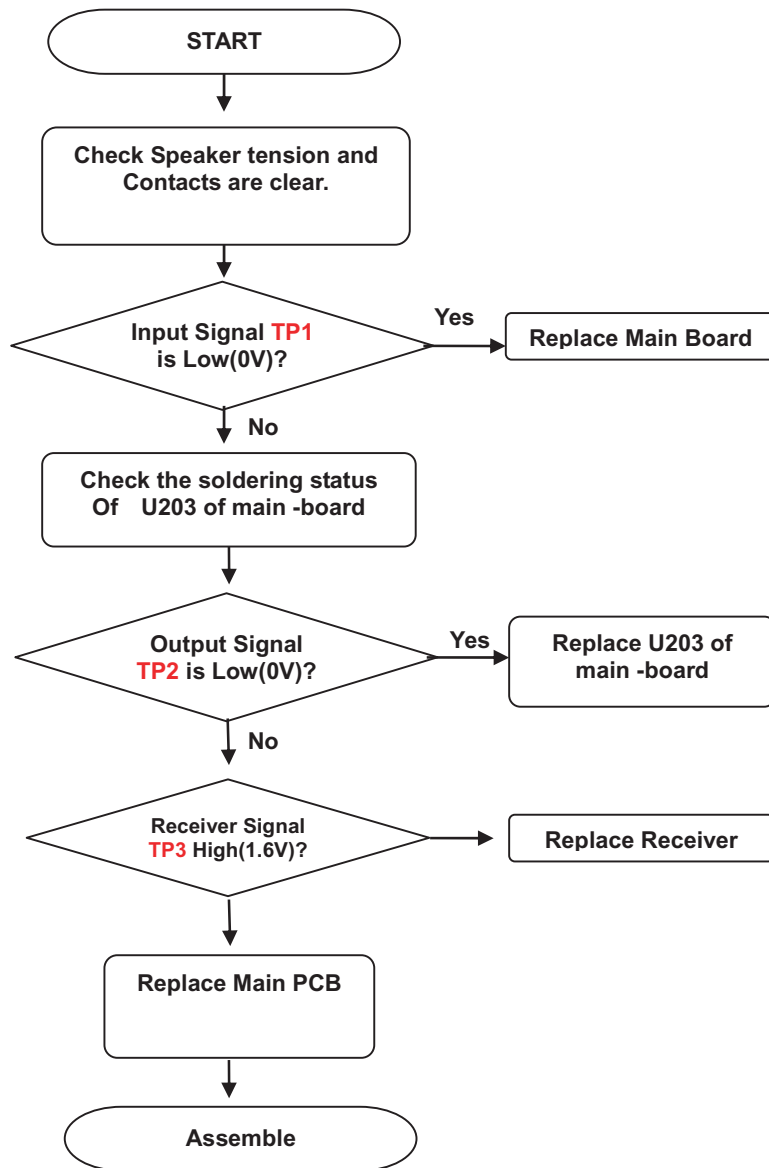 START
Check Speaker tension and
Contacts are clear.
Input Signal TP1
is Low(0V)?
Yes
Replace Main Board
No
Check the soldering status
Of U203 of main -board
Output Signal
TP2 is Low(0V)?
Yes
Replace U203 of
main -board
No
Receiver Signal
TP3 High(1.6V)?
Replace Receiver
Replace Main PCB
Assemble